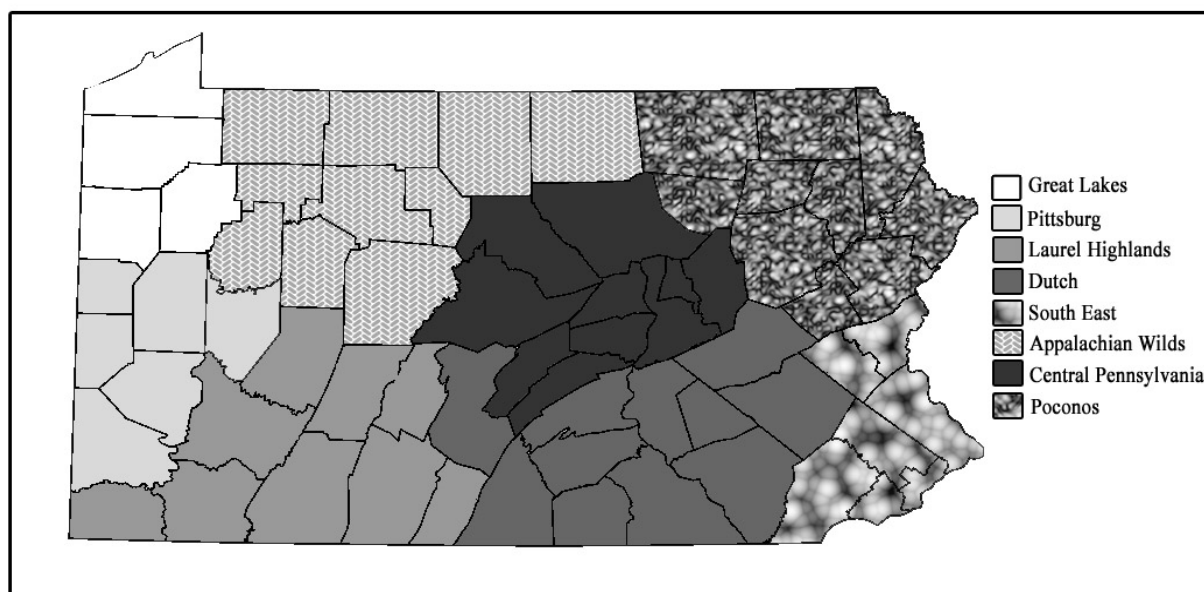 Great Lakes
Pittsburg
Laurel Highlands
Dutch
South East
Appalachian Wilds
Central Pennsylvania
Poconos